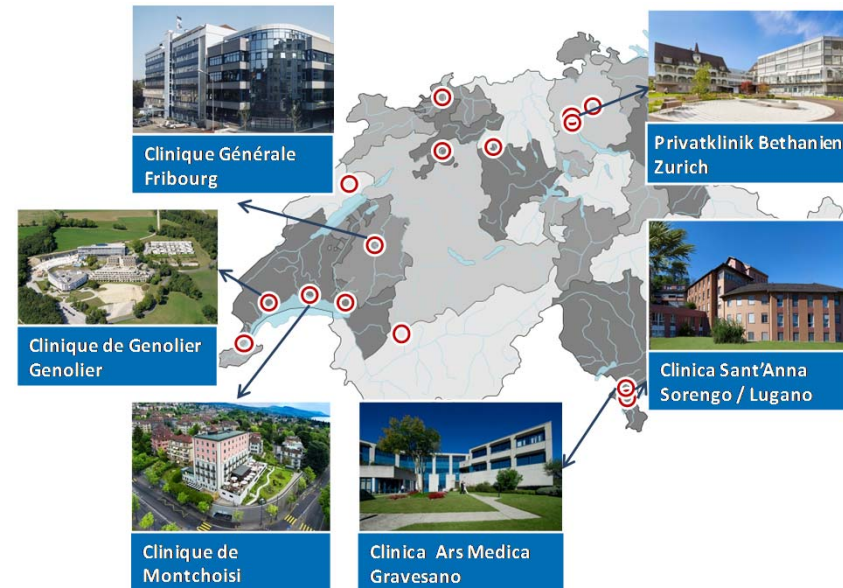 Clinique Générale
Fribourg
Privatklinik Bethanien
Zurich
Clinique de Genolier
Genolier
Clinica Sant’Anna
Sorengo / Lugano
Clinique de
Montchoisi
Clinica Ars Medica
Gravesano